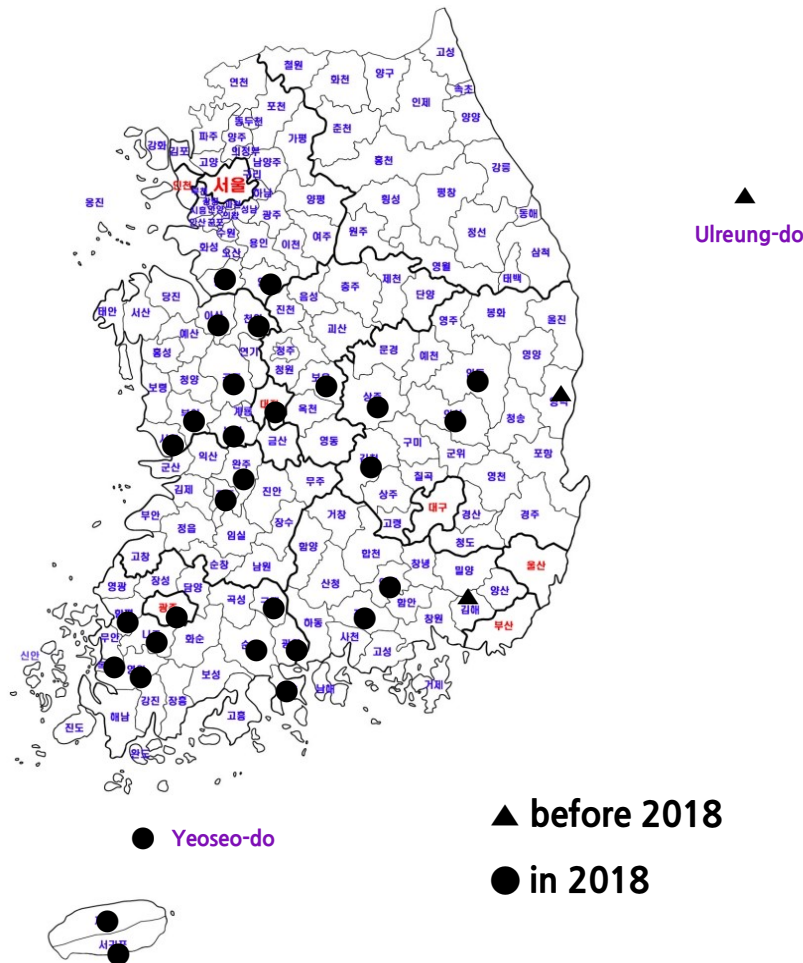 고성
철원
연천
화천
양구
속초
인제
포천
양양
동두천
파주
양주
춘천
가평
강화
김포
의정부
고양
남양주
홍천
강릉
구리
인천
서울
하남
평창
횡성
옹진
양평
시흥
성남
광주
동해
Ulreung-do
수원
용인
이천
여주
원주
정선
화성
오산
삼척
영월
제천
태백
충주
단양
음성
당진
봉화
태안
서산
진천
영주
울진
예산
괴산
문경
예천
영양
홍성
연기
청주
청원
보령
청양
계룡
옥천
상주
청송
구미
금산
영동
군위
포항
익산
군산
완주
칠곡
영천
무주
김제
진안
상주
대구
거창
고령
경산
경주
부안
정읍
장수
임실
청도
함양
합천
고창
순창
남원
창녕
밀양
울산
장성
영광
담양
산청
양산
곡성
함안
김해
광주
하동
창원
부산
무안
화순
사천
신안
고성
보성
남해
거제
강진
장흥
해남
고흥
진도
완도
before 2018
Yeoseo-do
in 2018